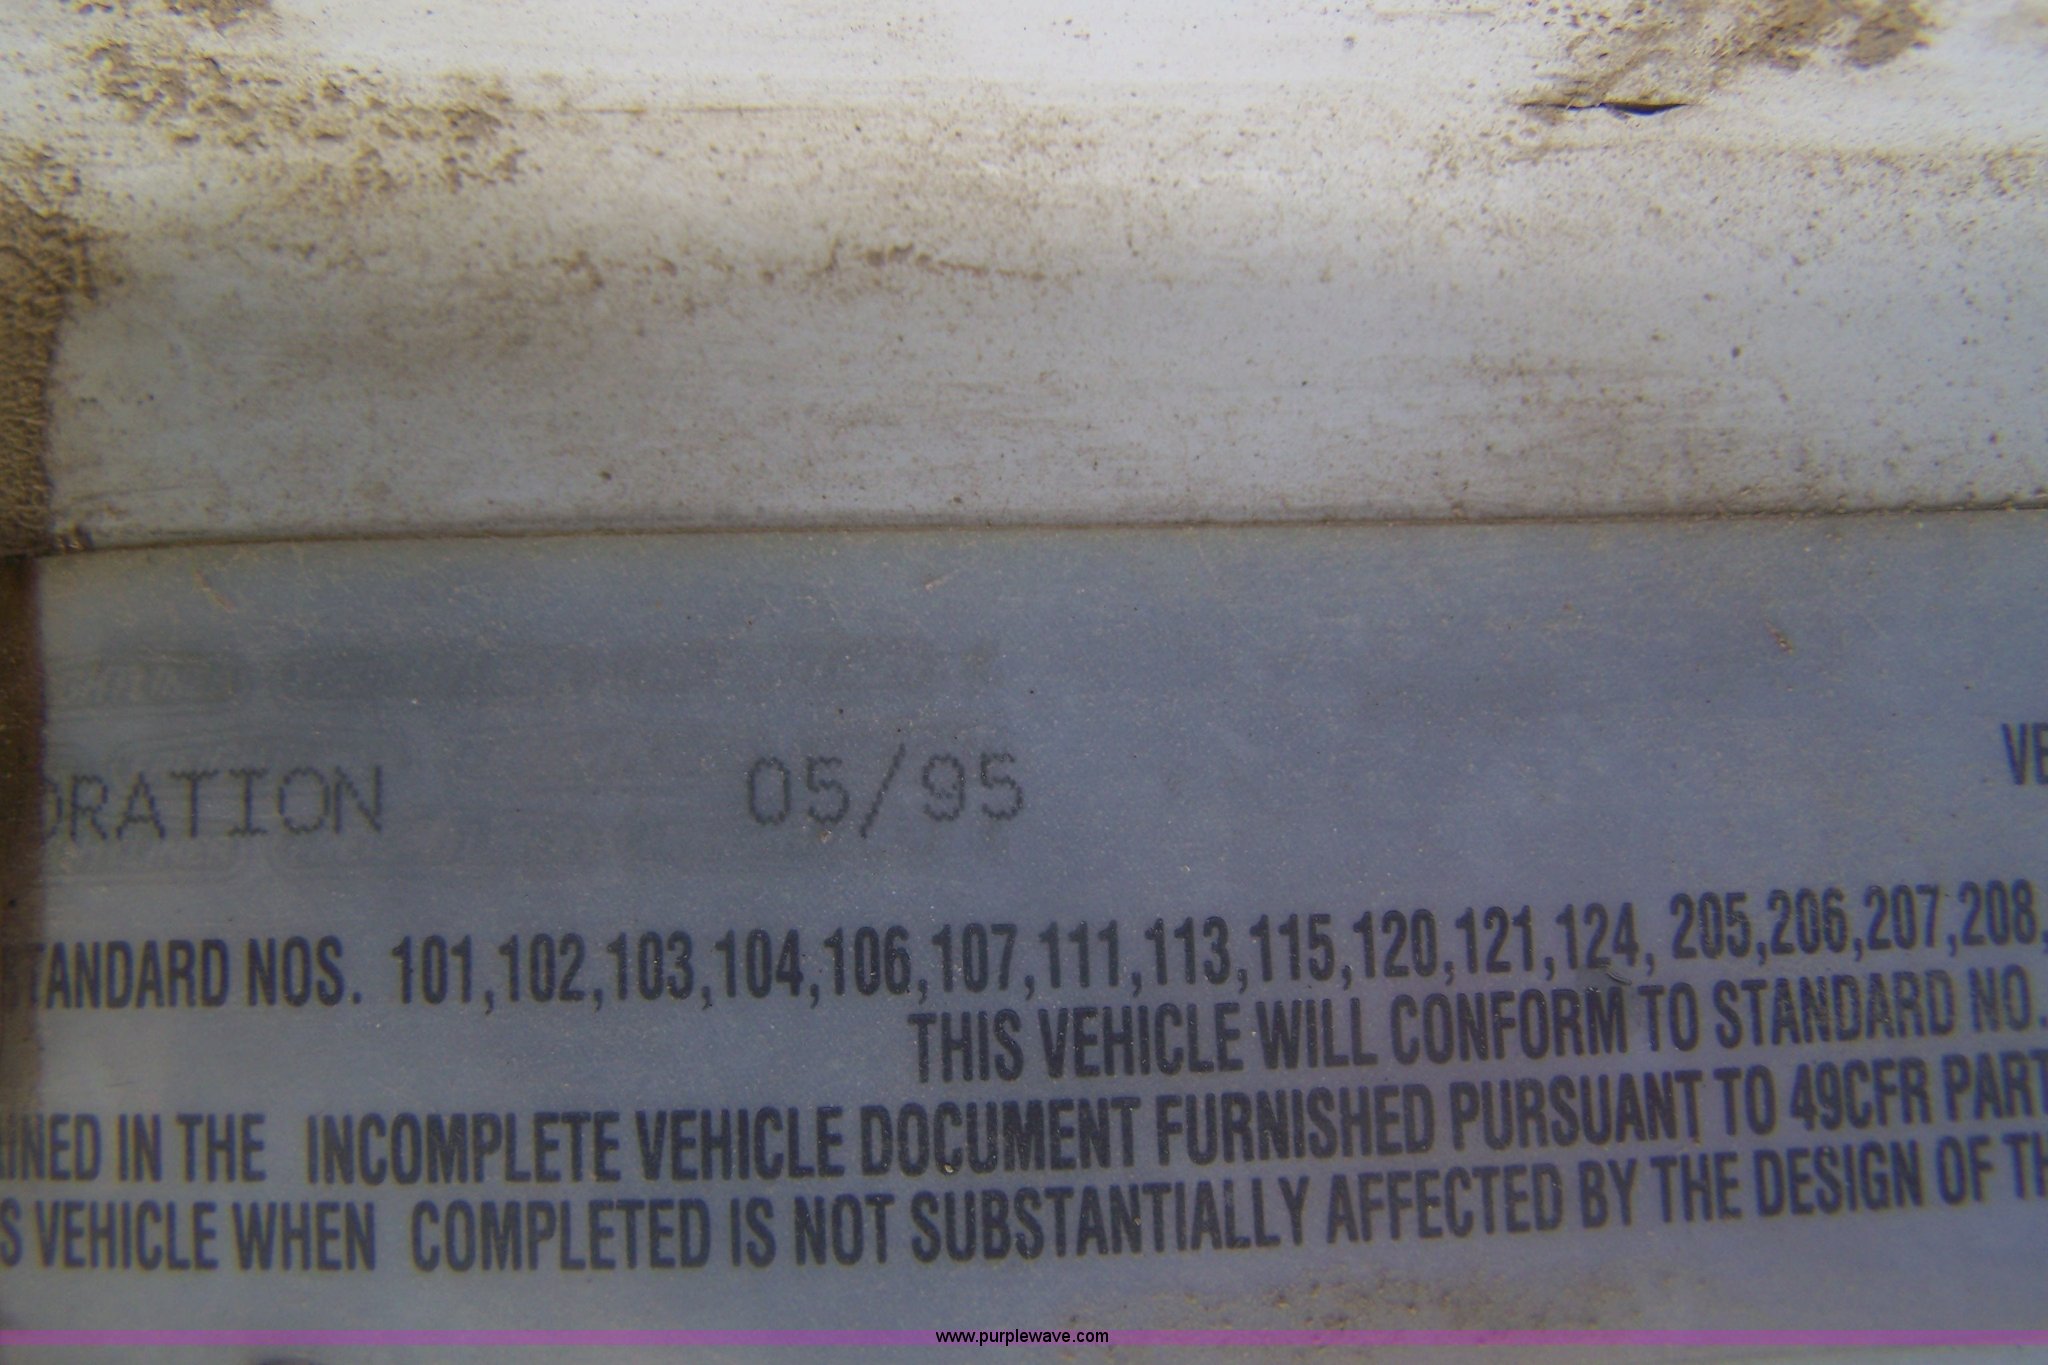 ORATION 05/95 VE
STANDARD NOS. 101,102,103,104,106,107,111,113,115,120,121,124, 205,206,207,208,
THIS VEHICLE WILL CONFORM TO STANDARD NO.
INED IN THE INCOMPLETE VEHICLE DOCUMENT FURNISHED PURSUANT TO 49CFR PART
S VEHICLE WHEN COMPLETED IS NOT SUBSTANTIALLY AFFECTED BY THE DESIGN OF TH
www.purplewave.com